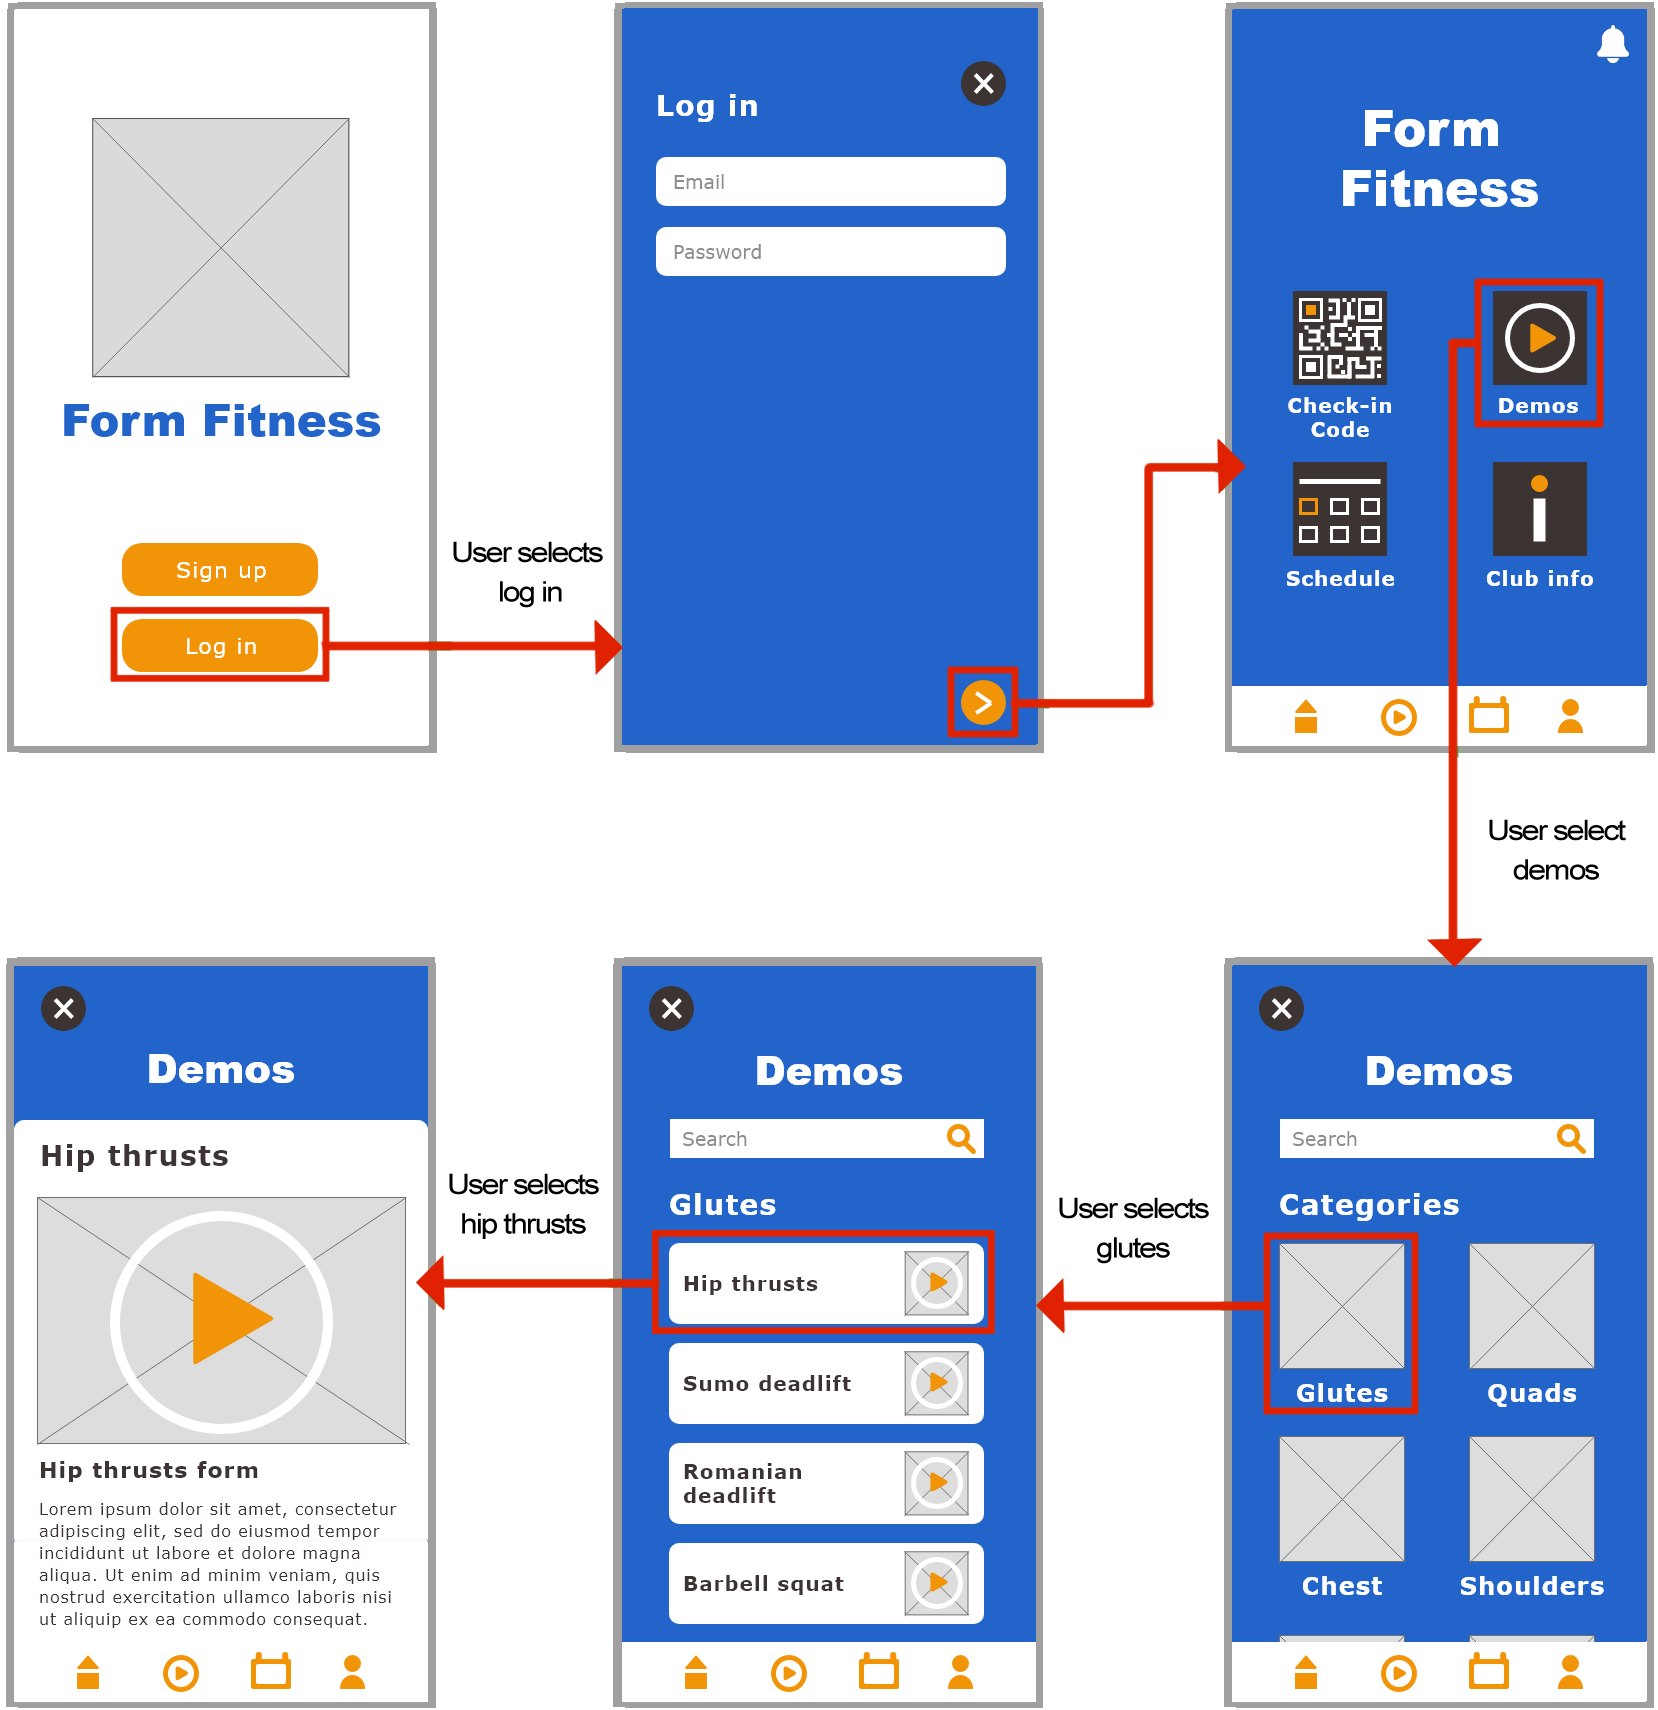 Form Fitness
Sign up
Log in
User selects
log in
Log in
Email
Password
Form
Fitness
Check-in
Code
Demos
Schedule
Club info
User select
demos
Demos
Search
Categories
Glutes
Quads
Chest
Shoulders
User selects
glutes
Demos
Search
Glutes
Hip thrusts
Sumo deadlift
Romanian
deadlift
Barbell squat
User selects
hip thrusts
Demos
Hip thrusts
Hip thrusts form
Lorem ipsum dolor sit amet, consectetur
adipiscing elit, sed do eiusmod tempor
incididunt ut labore et dolore magna
aliqua. Ut enim ad minim veniam, quis
nostrud exercitation ullamco laboris nisi
ut aliquip ex ea commodo consequat.